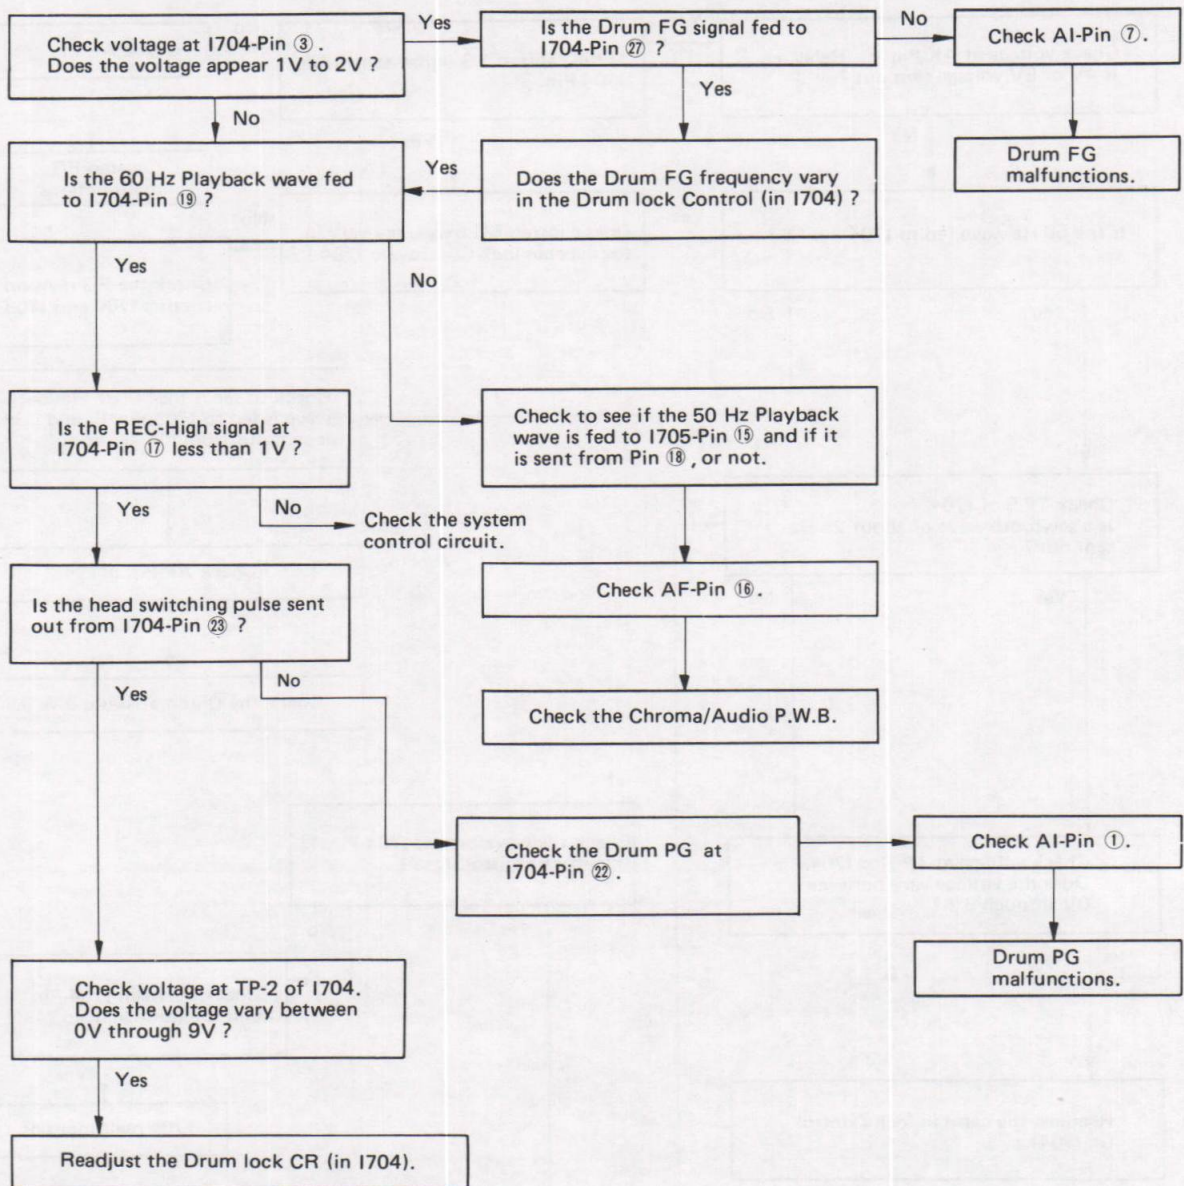 Check voltage at I704-Pin ③.
Does the voltage appear 1V to 2V ?
Yes
Is the Drum FG signal fed to
I704-Pin ㉗ ?
No
Check AI-Pin ⑦.
No
Yes
Drum FG
malfunctions.
Is the 60 Hz Playback wave fed
to I704-Pin ⑲ ?
Yes
Does the Drum FG frequency vary
in the Drum lock Control (in I704) ?
Yes
No
Is the REC-High signal at
I704-Pin ⑰ less than 1V ?
Check to see if the 50 Hz Playback
wave is fed to I705-Pin ⑮ and if it
is sent from Pin ⑱, or not.
Yes
No
Check the system
control circuit.
Check AF-Pin ⑯.
Is the head switching pulse sent
out from I704-Pin ㉓ ?
Yes
No
Check the Chroma/Audio P.W.B.
Check the Drum PG at
I704-Pin ㉒.
Check AI-Pin ①.
Drum PG
malfunctions.
Check voltage at TP-2 of I704.
Does the voltage vary between
0V through 9V ?
Yes
Readjust the Drum lock CR (in I704).